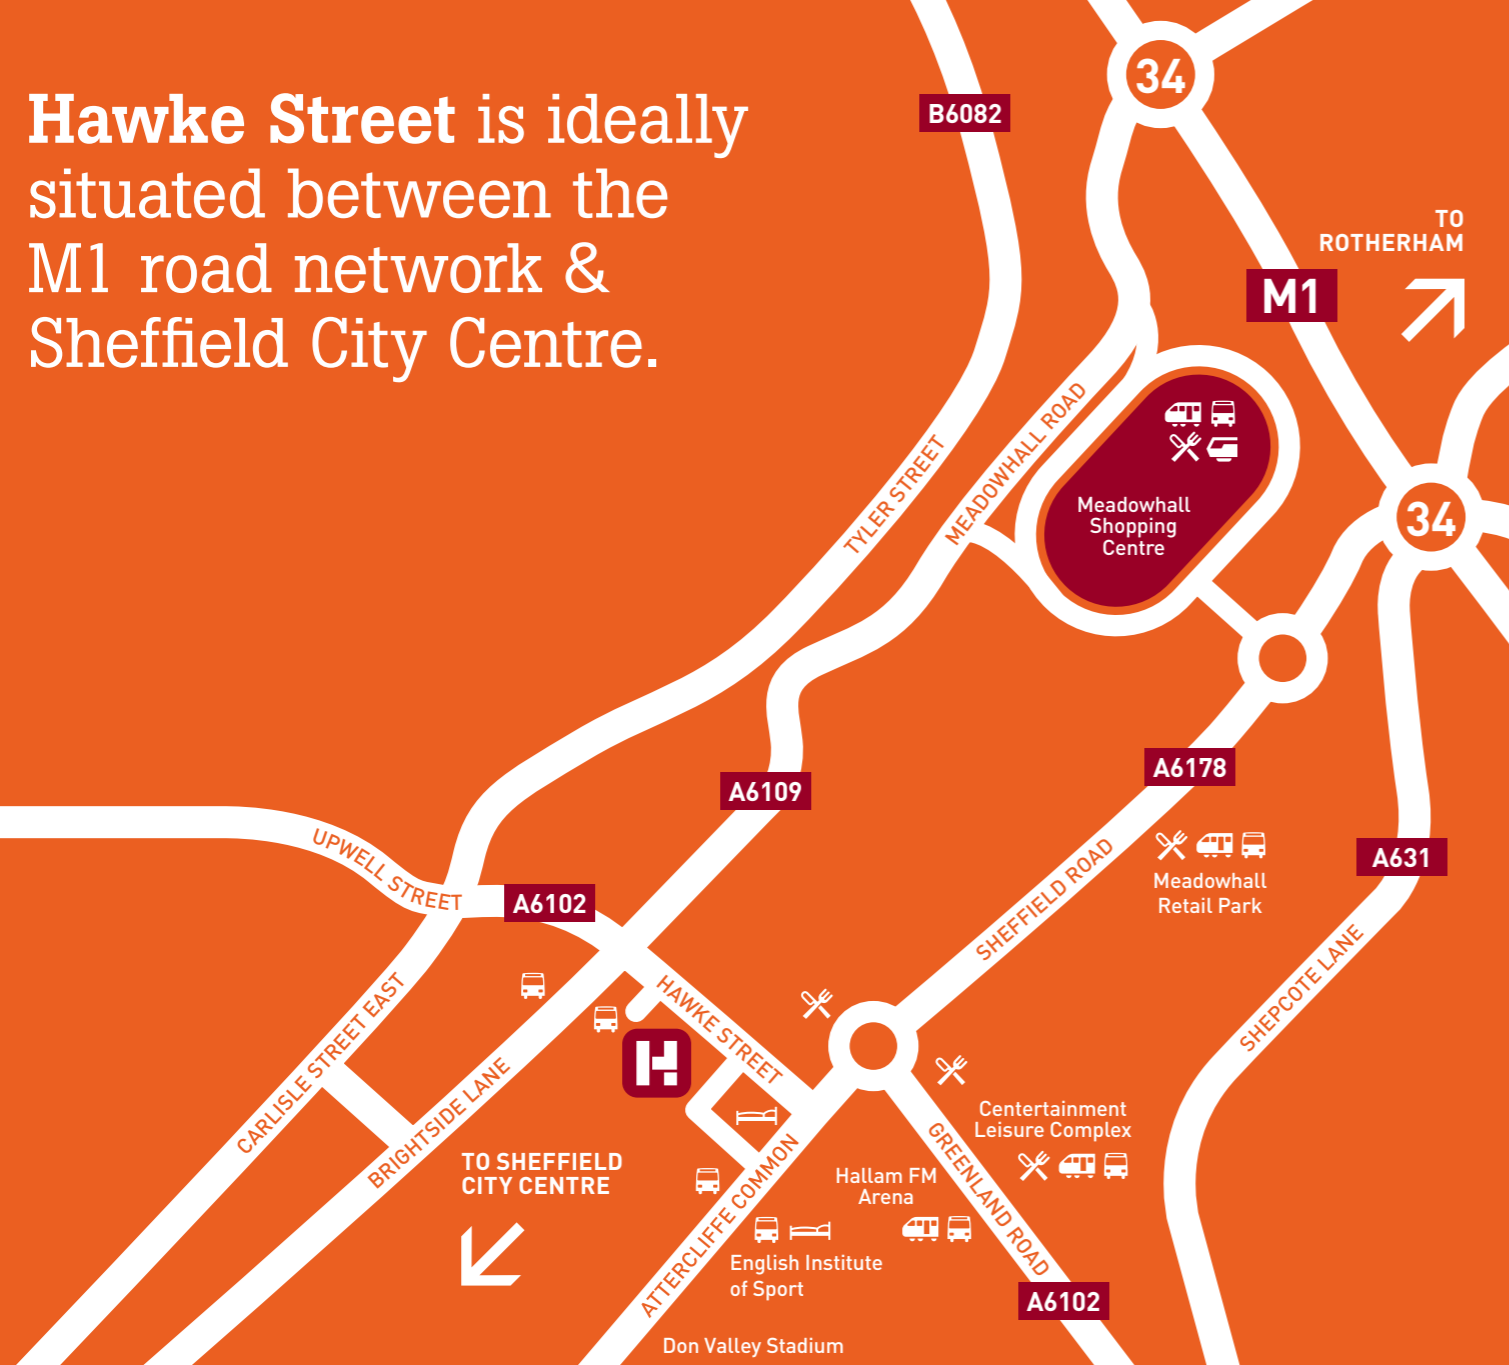 Hawke Street is ideally
situated between the
M1 road network &
Sheffield City Centre.
34
B6082
TO
ROTHERHAM
M1
MEADOWHALL ROAD
TYLER STREET
Meadowhall
Shopping
Centre
34
A6178
A6109
UPWELL STREET
A6102
SHEFFIELD ROAD
Meadowhall
Retail Park
A631
SHEPCOTE LANE
HAWKE STREET
CARLISLE STREET EAST
BRIGHTSIDE LANE
H
TO SHEFFIELD
CITY CENTRE
Centertainment
Leisure Complex
GREENLAND ROAD
Hallam FM
Arena
ATTERCLIFFE COMMON
English Institute
of Sport
A6102
Don Valley Stadium